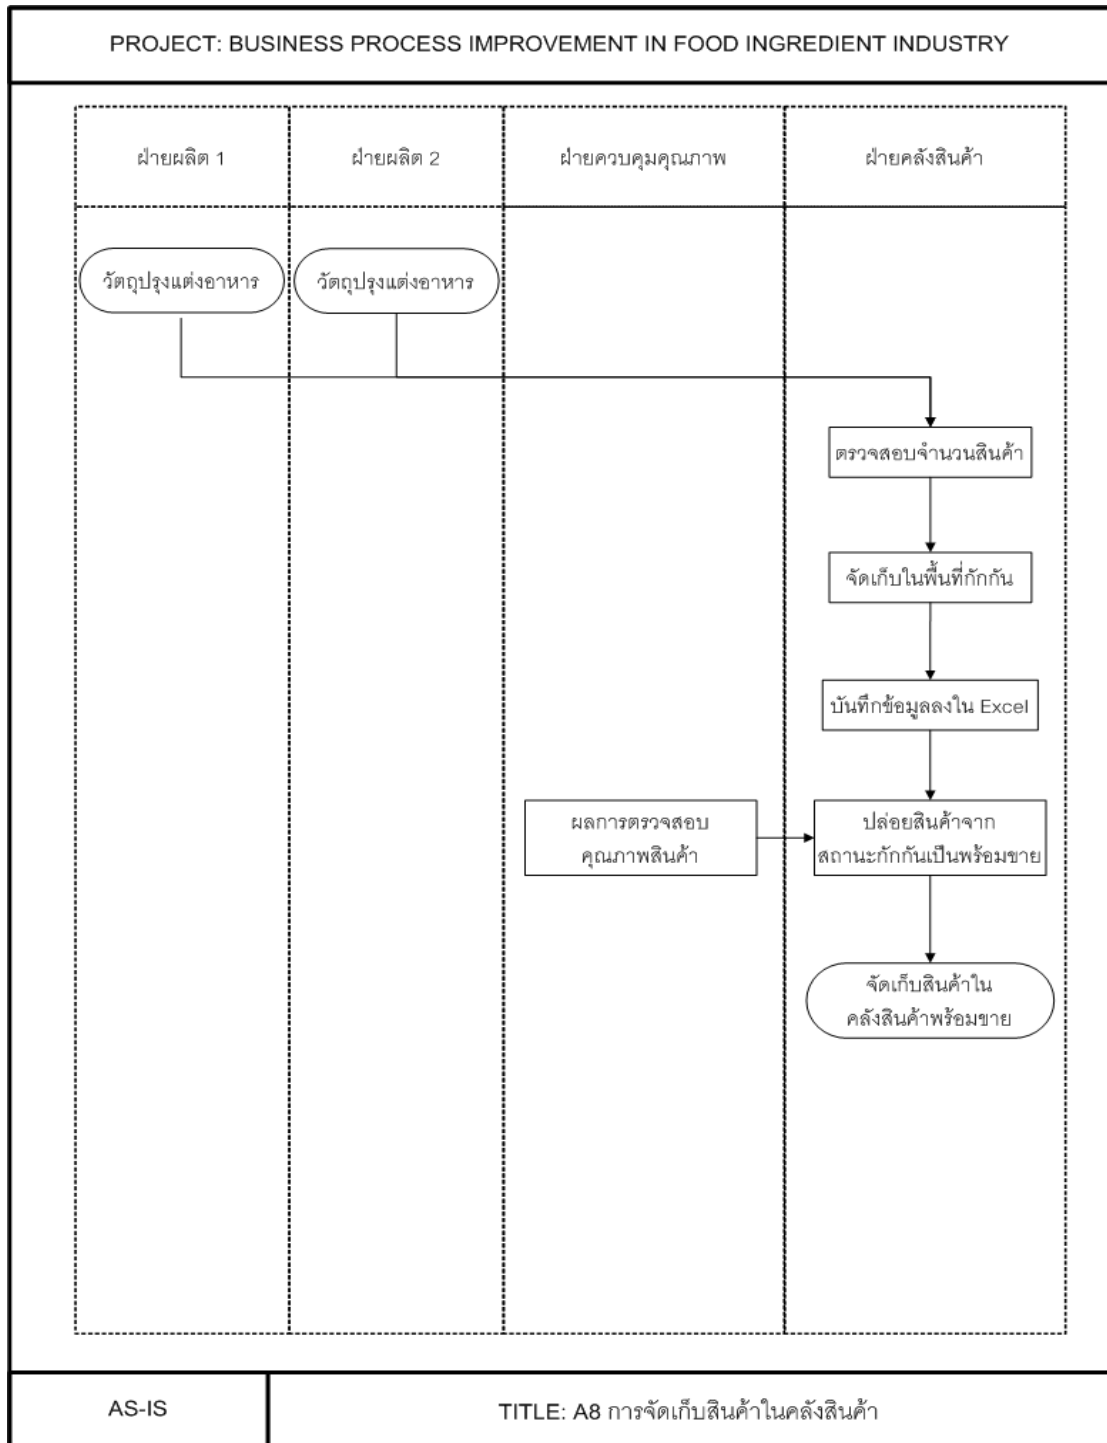 PROJECT: BUSINESS PROCESS IMPROVEMENT IN FOOD INGREDIENT INDUSTRY
ฝ่ายผลิต 1
ฝ่ายผลิต 2
ฝ่ายควบคุมคุณภาพ
ฝ่ายคลังสินค้า
วัตถุปรุงแต่งอาหาร
วัตถุปรุงแต่งอาหาร
ตรวจสอบจำนวนสินค้า
จัดเก็บในพื้นที่กักกัน
บันทึกข้อมูลลงใน Excel
ผลการตรวจสอบ
คุณภาพสินค้า
ปล่อยสินค้าจาก
สถานะกักกันเป็นพร้อมขาย
จัดเก็บสินค้าใน
คลังสินค้าพร้อมขาย
AS-IS
TITLE: A8 การจัดเก็บสินค้าในคลังสินค้า